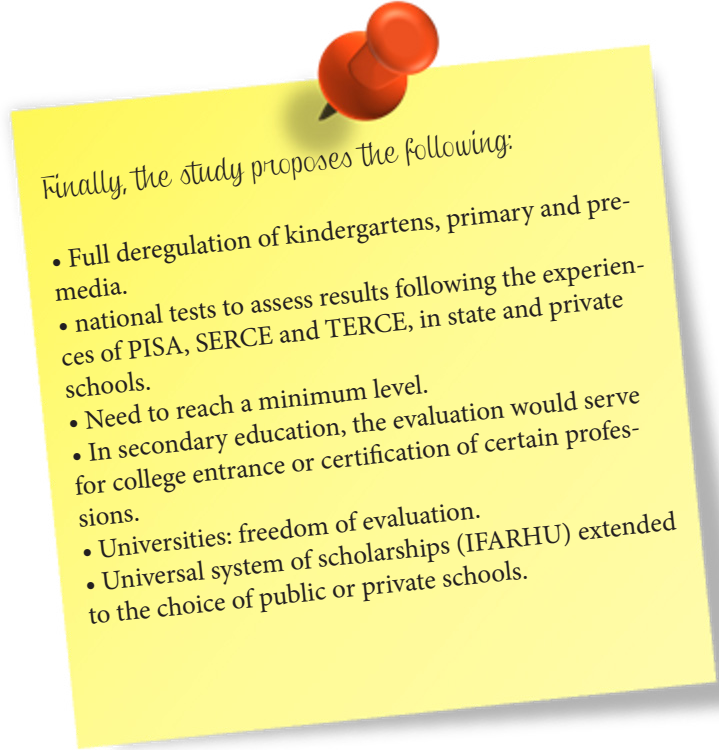 Finally, the study proposes the following:
• Full deregulation of kindergartens, primary and pre-
media.
• national tests to assess results following the experien-
ces of PISA, SERCE and TERCE, in state and private
schools.
• Need to reach a minimum level.
• In secondary education, the evaluation would serve
for college entrance or certification of certain profes-
sions.
• Universities: freedom of evaluation.
• Universal system of scholarships (IFARHU) extended
to the choice of public or private schools.